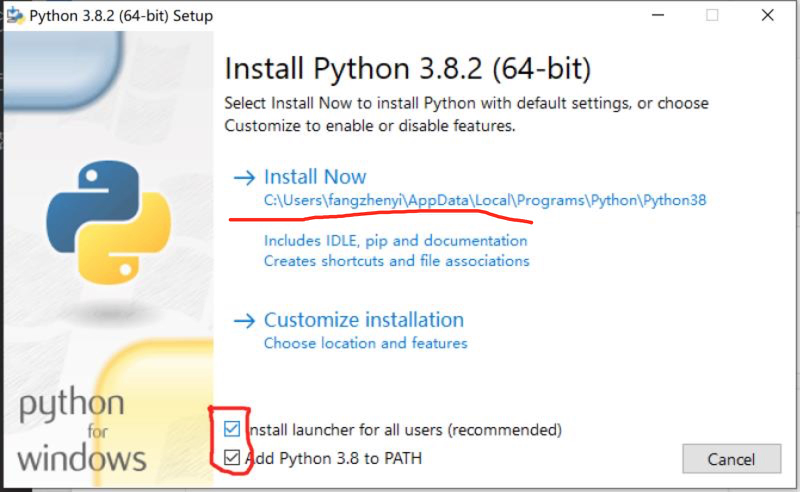 Python 3.8.2 (64-bit) Setup
Install Python 3.8.2 (64-bit)
Select Install Now to install Python with default settings, or choose
Customize to enable or disable features.
Install Now
C:\Users\fangzhenyi\AppData\Local\Programs\Python\Python38
Includes IDLE, pip and documentation
Creates shortcuts and file associations
Customize installation
Choose location and features
Install launcher for all users (recommended)
Add Python 3.8 to PATH
Cancel
python
for
windows